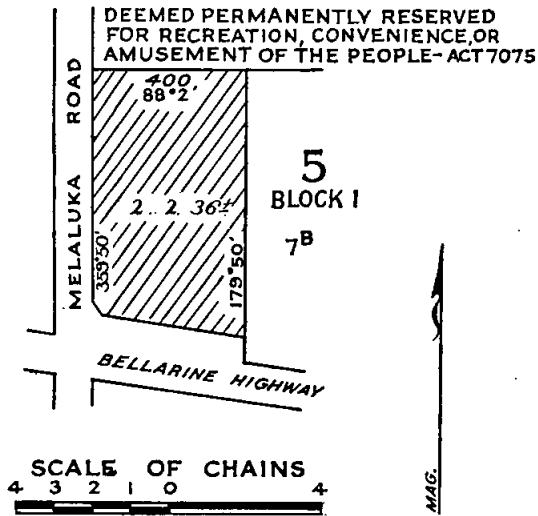 DEEMED PERMANENTLY RESERVED
FOR RECREATION, CONVENIENCE, OR
AMUSEMENT OF THE PEOPLE-ACT 7075
400
88°2'
MELALUKA ROAD
2 .. 2. 36±
359°50'
179°50'
5
BLOCK 1
7B
BELLARINE HIGHWAY
MAG.
SCALE OF CHAINS
4 3 2 1 0 4